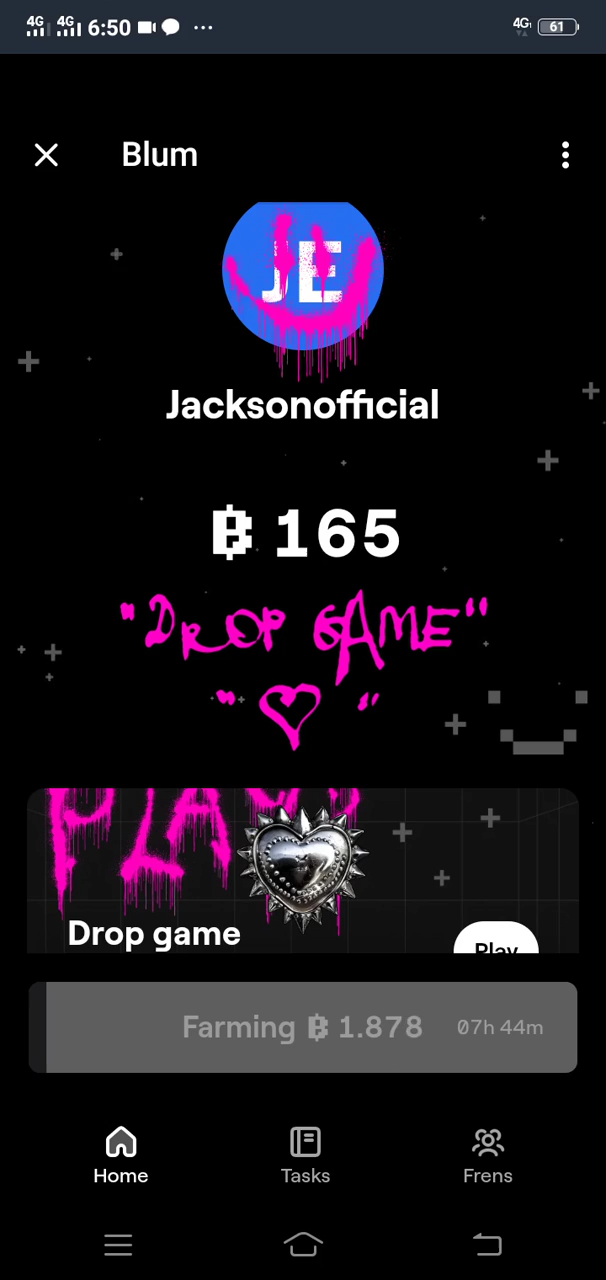 4G 4G 6:50 ... 4G 61
Blum
JE
Jacksonofficial
165
"DROP GAME"
"♡"
Drop game
Play
Farming 1.878 07h 44m
Home Tasks Frens